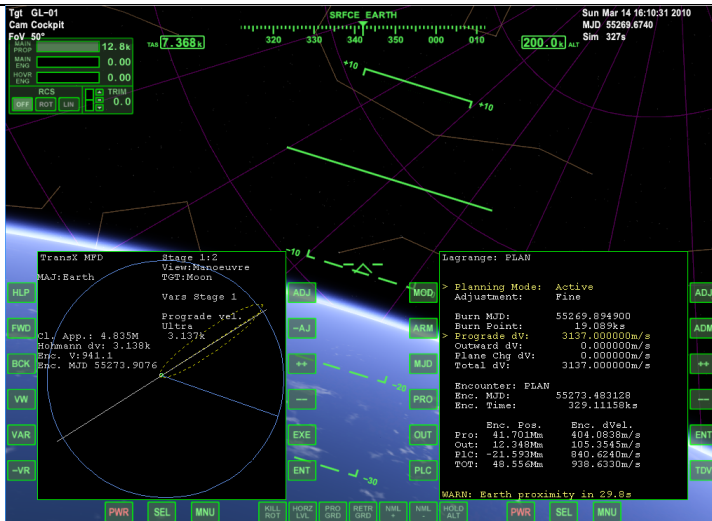 Tgt GL-01
Cam Cockpit
FoV 50°
MAIN PROP 12.8k
MAIN ENG 0.00
HOVR ENG 0.00
RCS TRIM
OFF ROT LIN 0.0
SRFCE EARTH
TAS 7.368k
320 330 340 350 000 010
200.0k ALT
Sun Mar 14 16:10:31 2010
MJD 55269.6740
Sim 327s
+10 +10
-10
-20
-30
TransX MFD Stage 1:2
View:Manoeuvre
MAJ:Earth TGT:Moon
Vars Stage 1
Prograde vel.
Ultra
Cl. App.: 4.835M 3.137k
Hohmann dv: 3.138k
Enc. V:941.1
Enc. MJD 55273.9076
HLP
FWD
BCK
VW
VAR
-VR
ADJ
-AJ
++
--
EXE
ENT
PWR SEL MNU
KILL ROT
HORZ LVL
PRO GRD
RETR GRD
NML +
NML -
HOLD ALT
MOD
ARM
MJD
PRO
OUT
PLC
Lagrange: PLAN
> Planning Mode: Active
Adjustment: Fine
Burn MJD: 55269.894900
Burn Point: 19.089ks
> Prograde dV: 3137.000000m/s
Outward dV: 0.000000m/s
Plane Chg dV: 0.000000m/s
Total dV: 3137.000000m/s
Encounter: PLAN
Enc. MJD: 55273.483128
Enc. Time: 329.11158ks
Enc. Pos. Enc. dVel.
Pro: 41.701Mm 404.0838m/s
Out: 12.348Mm 105.3545m/s
PlC: -21.593Mm 840.6240m/s
TOT: 48.556Mm 938.6330m/s
WARN: Earth proximity in 29.8s
ADJ
ADM
++
--
ENT
TDV
PWR SEL MNU